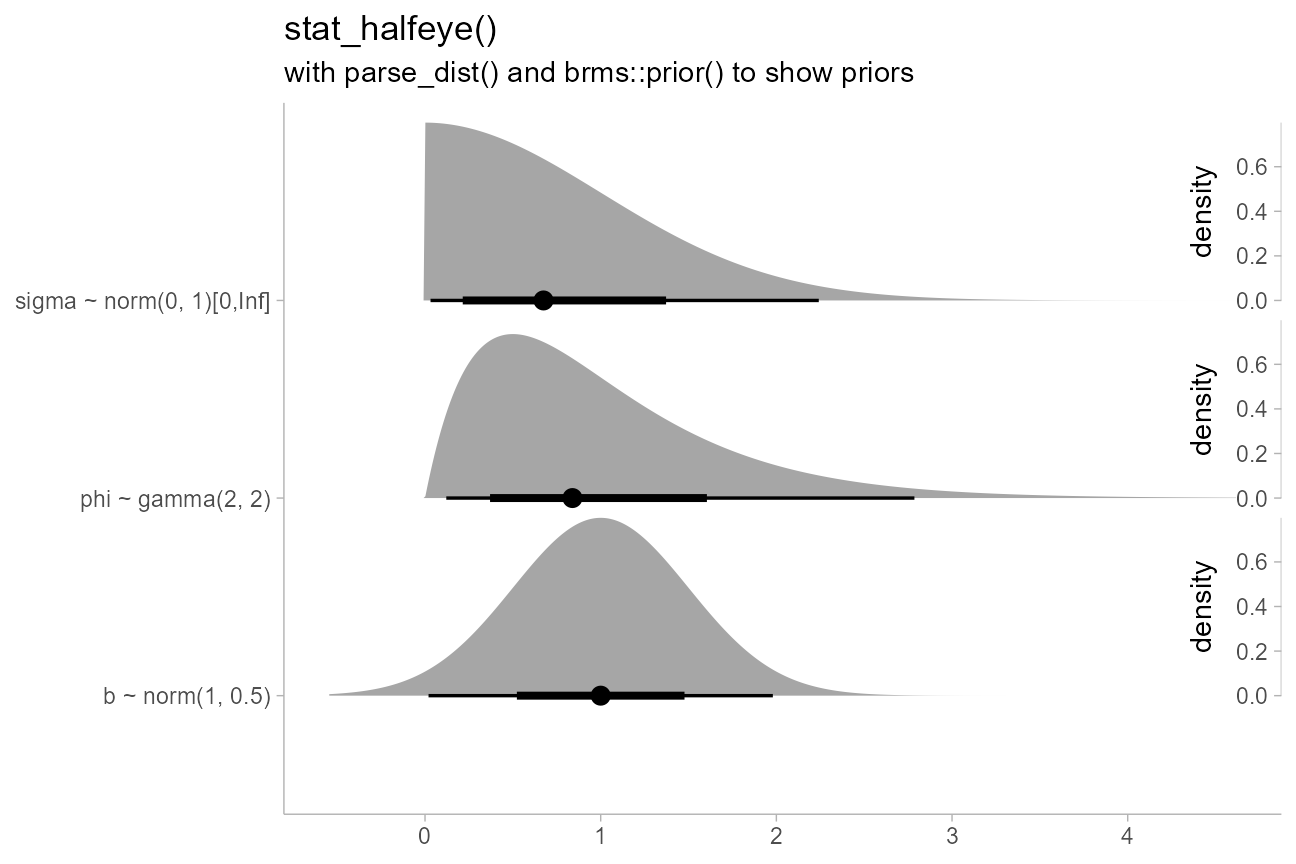 stat_halfeye()
with parse_dist() and brms::prior() to show priors
sigma ~ norm(0, 1)[0,Inf]
density
0.6
0.4
0.2
0.0
phi ~ gamma(2, 2)
density
0.6
0.4
0.2
0.0
b ~ norm(1, 0.5)
density
0.6
0.4
0.2
0.0
0 1 2 3 4